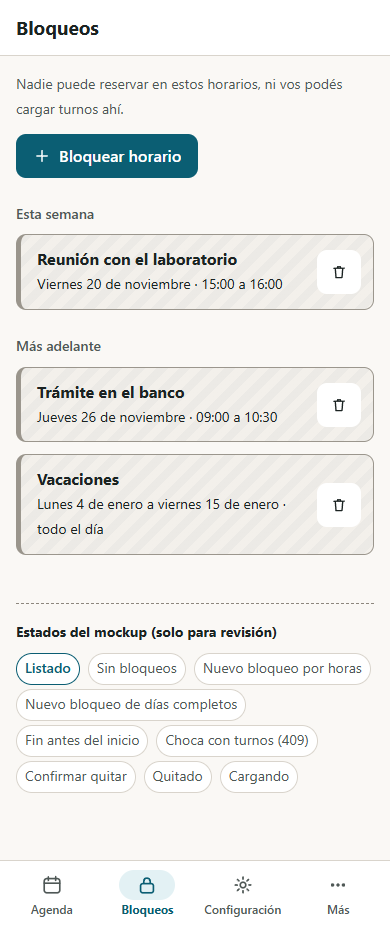 Bloqueos
Nadie puede reservar en estos horarios, ni vos podés
cargar turnos ahí.
+ Bloquear horario
Esta semana
Reunión con el laboratorio
Viernes 20 de noviembre · 15:00 a 16:00
Más adelante
Trámite en el banco
Jueves 26 de noviembre · 09:00 a 10:30
Vacaciones
Lunes 4 de enero a viernes 15 de enero ·
todo el día
Estados del mockup (solo para revisión)
Listado Sin bloqueos Nuevo bloqueo por horas
Nuevo bloqueo de días completos
Fin antes del inicio Choca con turnos (409)
Confirmar quitar Quitado Cargando
Agenda Bloqueos Configuración Más